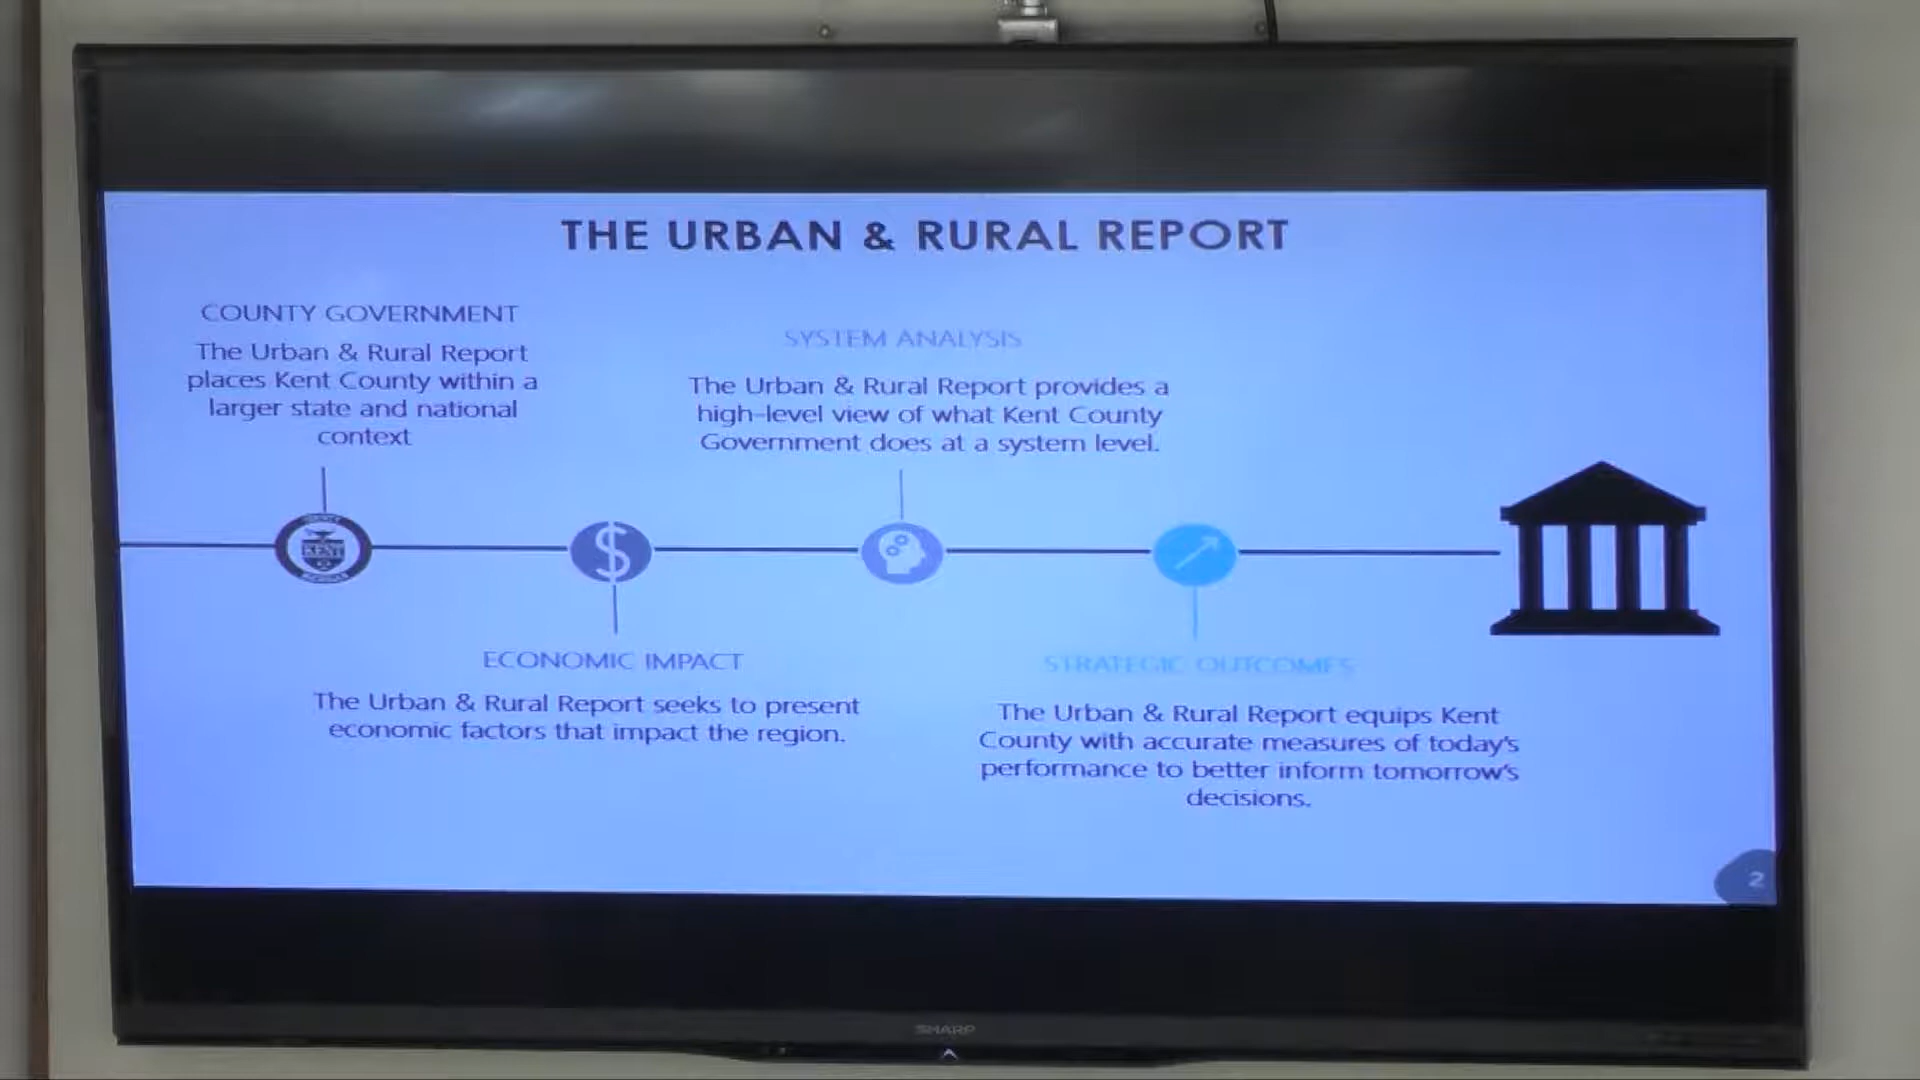 THE URBAN & RURAL REPORT
COUNTY GOVERNMENT
The Urban & Rural Report
places Kent County within a
larger state and national
context
SYSTEM ANALYSIS
The Urban & Rural Report provides a
high-level view of what Kent County
Government does at a system level.
KENT
$
ECONOMIC IMPACT
The Urban & Rural Report seeks to present
economic factors that impact the region.
STRATEGIC OUTCOMES
The Urban & Rural Report equips Kent
County with accurate measures of today's
performance to better inform tomorrow's
decisions.
2
SHARP